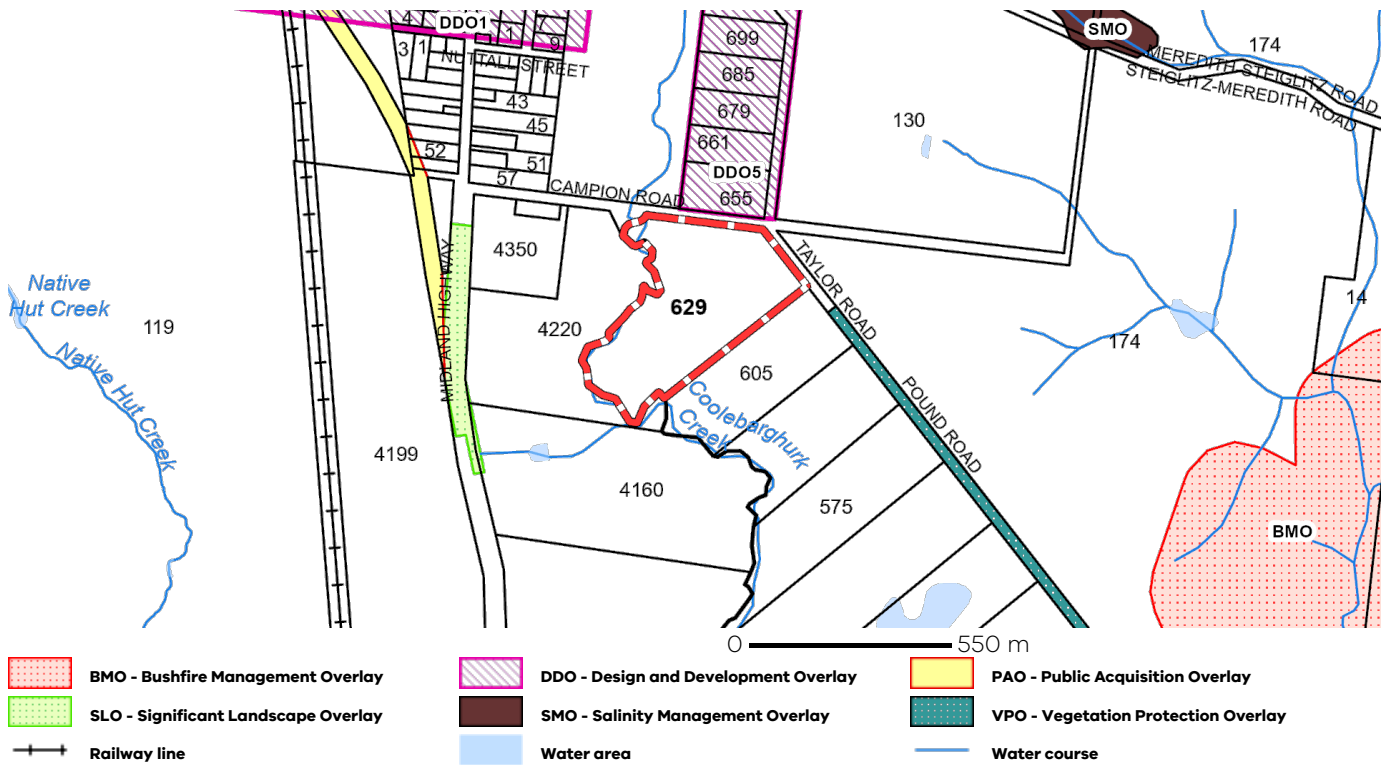 DDO1
4
1
7
9
3
1
NUTTALL STREET
43
45
52
51
57
699
685
679
661
DDO5
655
SMO
174
MEREDITH STEIGLITZ ROAD
STEIGLITZ-MEREDITH ROAD
130
CAMPION ROAD
4350
MIDLAND HIGHWAY
629
TAYLOR ROAD
Native
Hut Creek
119
Native Hut Creek
4220
605
174
14
POUND ROAD
Coolebarghurk
Creek
4199
4160
575
BMO
0 550 m
BMO - Bushfire Management Overlay
DDO - Design and Development Overlay
PAO - Public Acquisition Overlay
SLO - Significant Landscape Overlay
SMO - Salinity Management Overlay
VPO - Vegetation Protection Overlay
Railway line
Water area
Water course